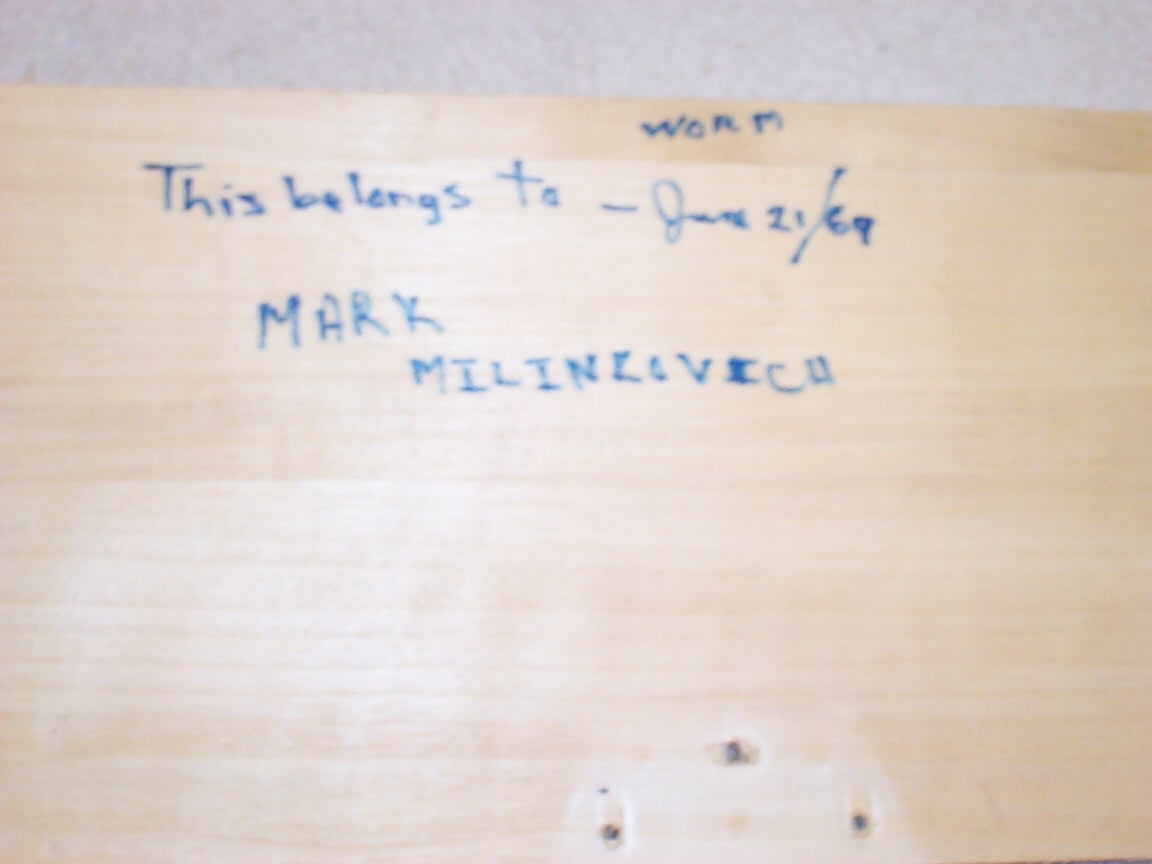 WORM
This belongs to - June 21/69
MARK
MILINKOVICH